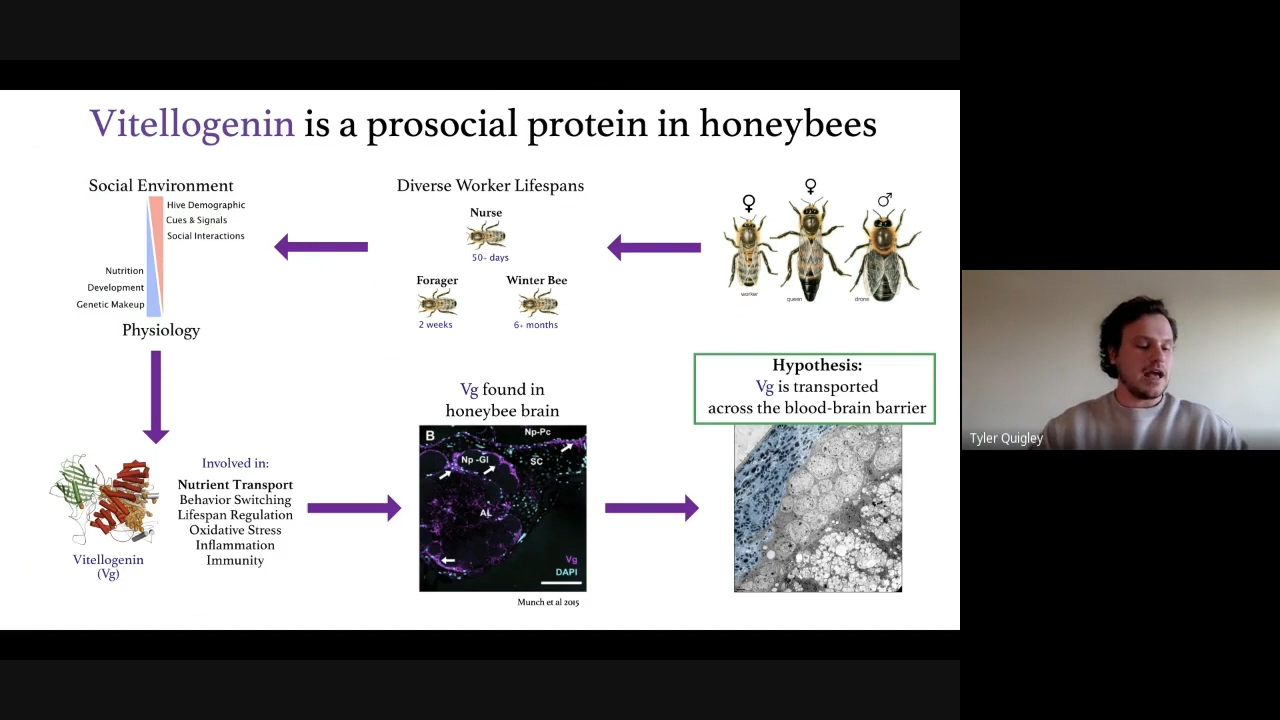 Vitellogenin is a prosocial protein in honeybees
Social Environment
Hive Demographic
Cues & Signals
Social Interactions
Nutrition
Development
Genetic Makeup
Physiology
Diverse Worker Lifespans
Nurse
50+ days
Forager
2 weeks
Winter Bee
6+ months
♀
♀
♂
worker
queen
drone
Vitellogenin
(Vg)
Involved in:
Nutrient Transport
Behavior Switching
Lifespan Regulation
Oxidative Stress
Inflammation
Immunity
Vg found in
honeybee brain
B
Np-Pc
Np -Gl
SC
AL
Vg
DAPI
Munch et al 2015
Hypothesis:
Vg is transported
across the blood-brain barrier
Tyler Quigley